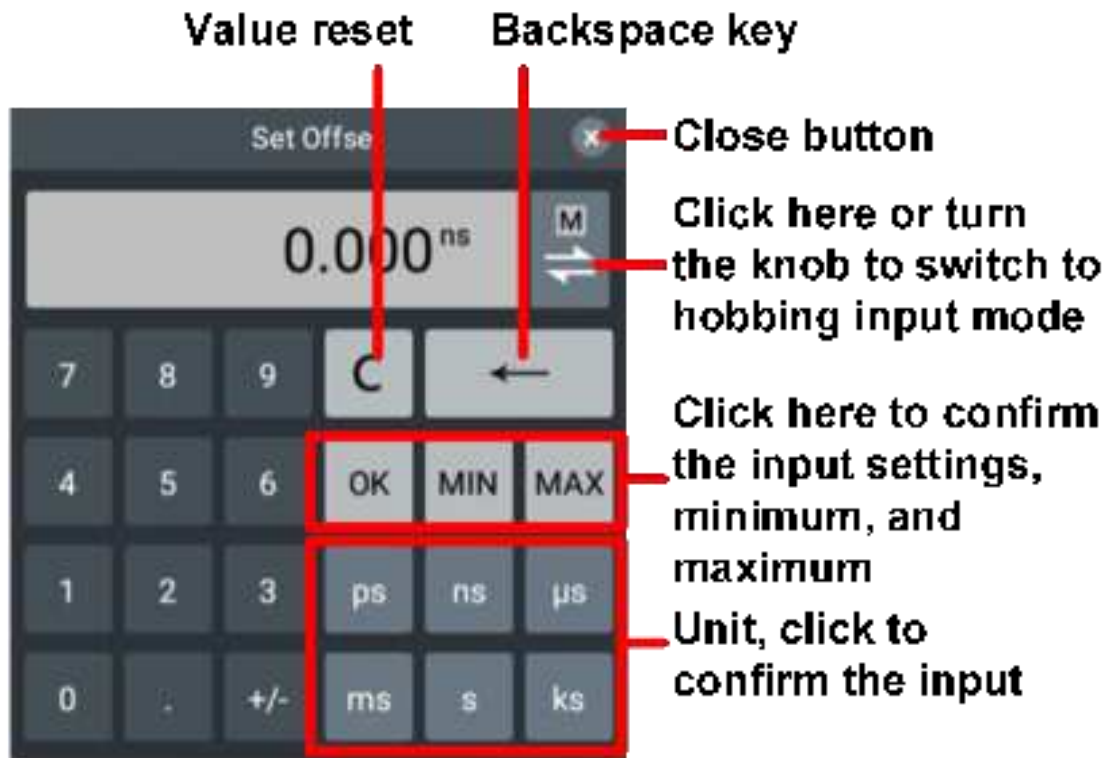 Value reset Backspace key
Set Offse
Close button
0.000 ns
M
Click here or turn
the knob to switch to
hobbing input mode
7 8 9 C
4 5 6 OK MIN MAX
Click here to confirm
the input settings,
minimum, and
maximum
1 2 3 ps ns µs
Unit, click to
confirm the input
0 . +/- ms s ks